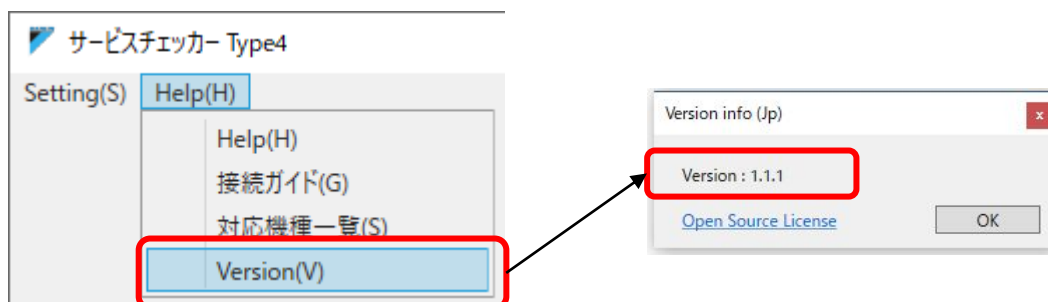 サービスチェッカー Type4
Setting(S) Help(H)
Help(H)
接続ガイド(G)
対応機種一覧(S)
Version(V)
Version info (Jp)
x
Version : 1.1.1
Open Source License
OK